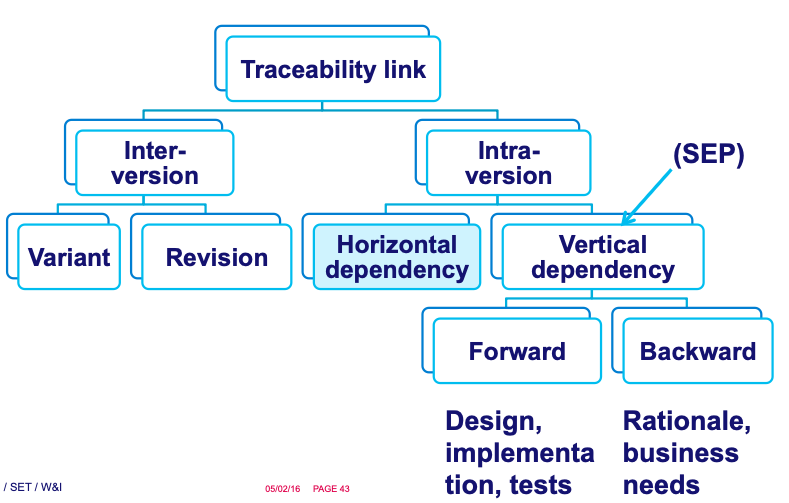 Traceability link
Inter-
version
Intra-
version
(SEP)
Variant
Revision
Horizontal
dependency
Vertical
dependency
Forward
Backward
Design,
implementa
tion, tests
Rationale,
business
needs
/ SET / W&I
05/02/16 PAGE 43